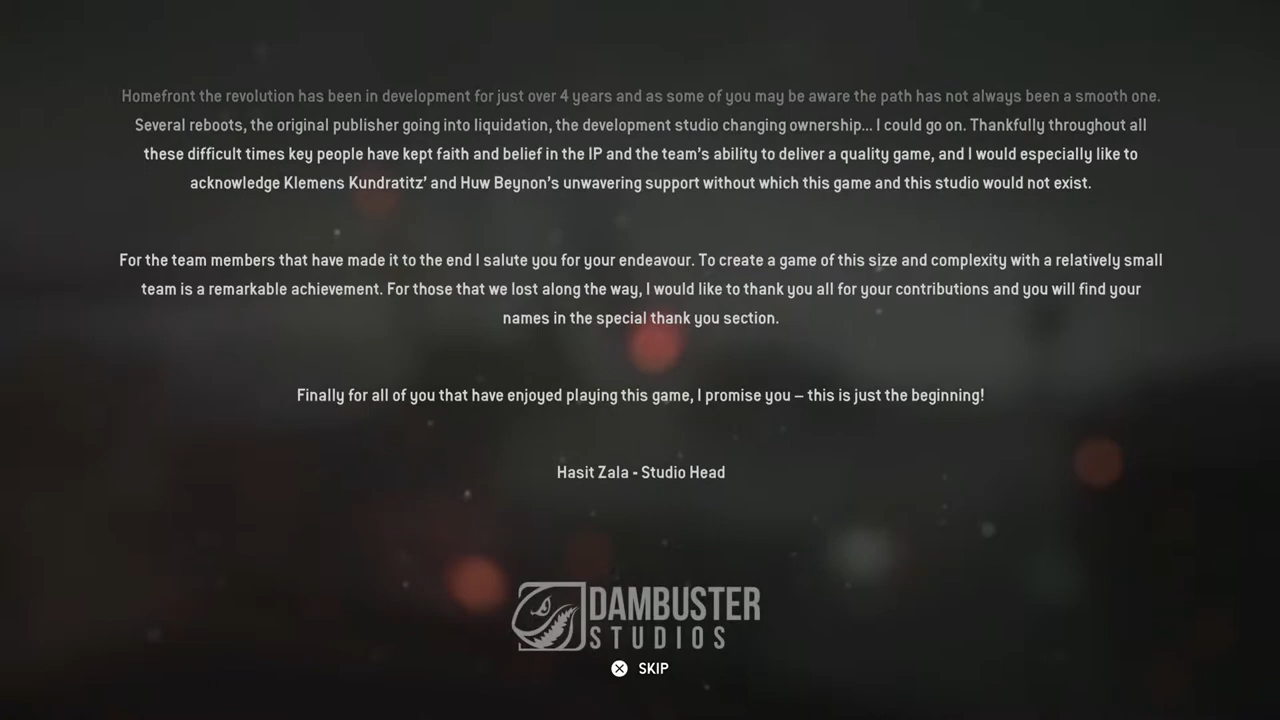 Homefront the revolution has been in development for just over 4 years and as some of you may be aware the path has not always been a smooth one.
Several reboots, the original publisher going into liquidation, the development studio changing ownership... I could go on. Thankfully throughout all
these difficult times key people have kept faith and belief in the IP and the team's ability to deliver a quality game, and I would especially like to
acknowledge Klemens Kundratitz' and Huw Beynon's unwavering support without which this game and this studio would not exist.
For the team members that have made it to the end I salute you for your endeavour. To create a game of this size and complexity with a relatively small
team is a remarkable achievement. For those that we lost along the way, I would like to thank you all for your contributions and you will find your
names in the special thank you section.
Finally for all of you that have enjoyed playing this game, I promise you – this is just the beginning!
Hasit Zala - Studio Head
DAMBUSTER
STUDIOS
SKIP